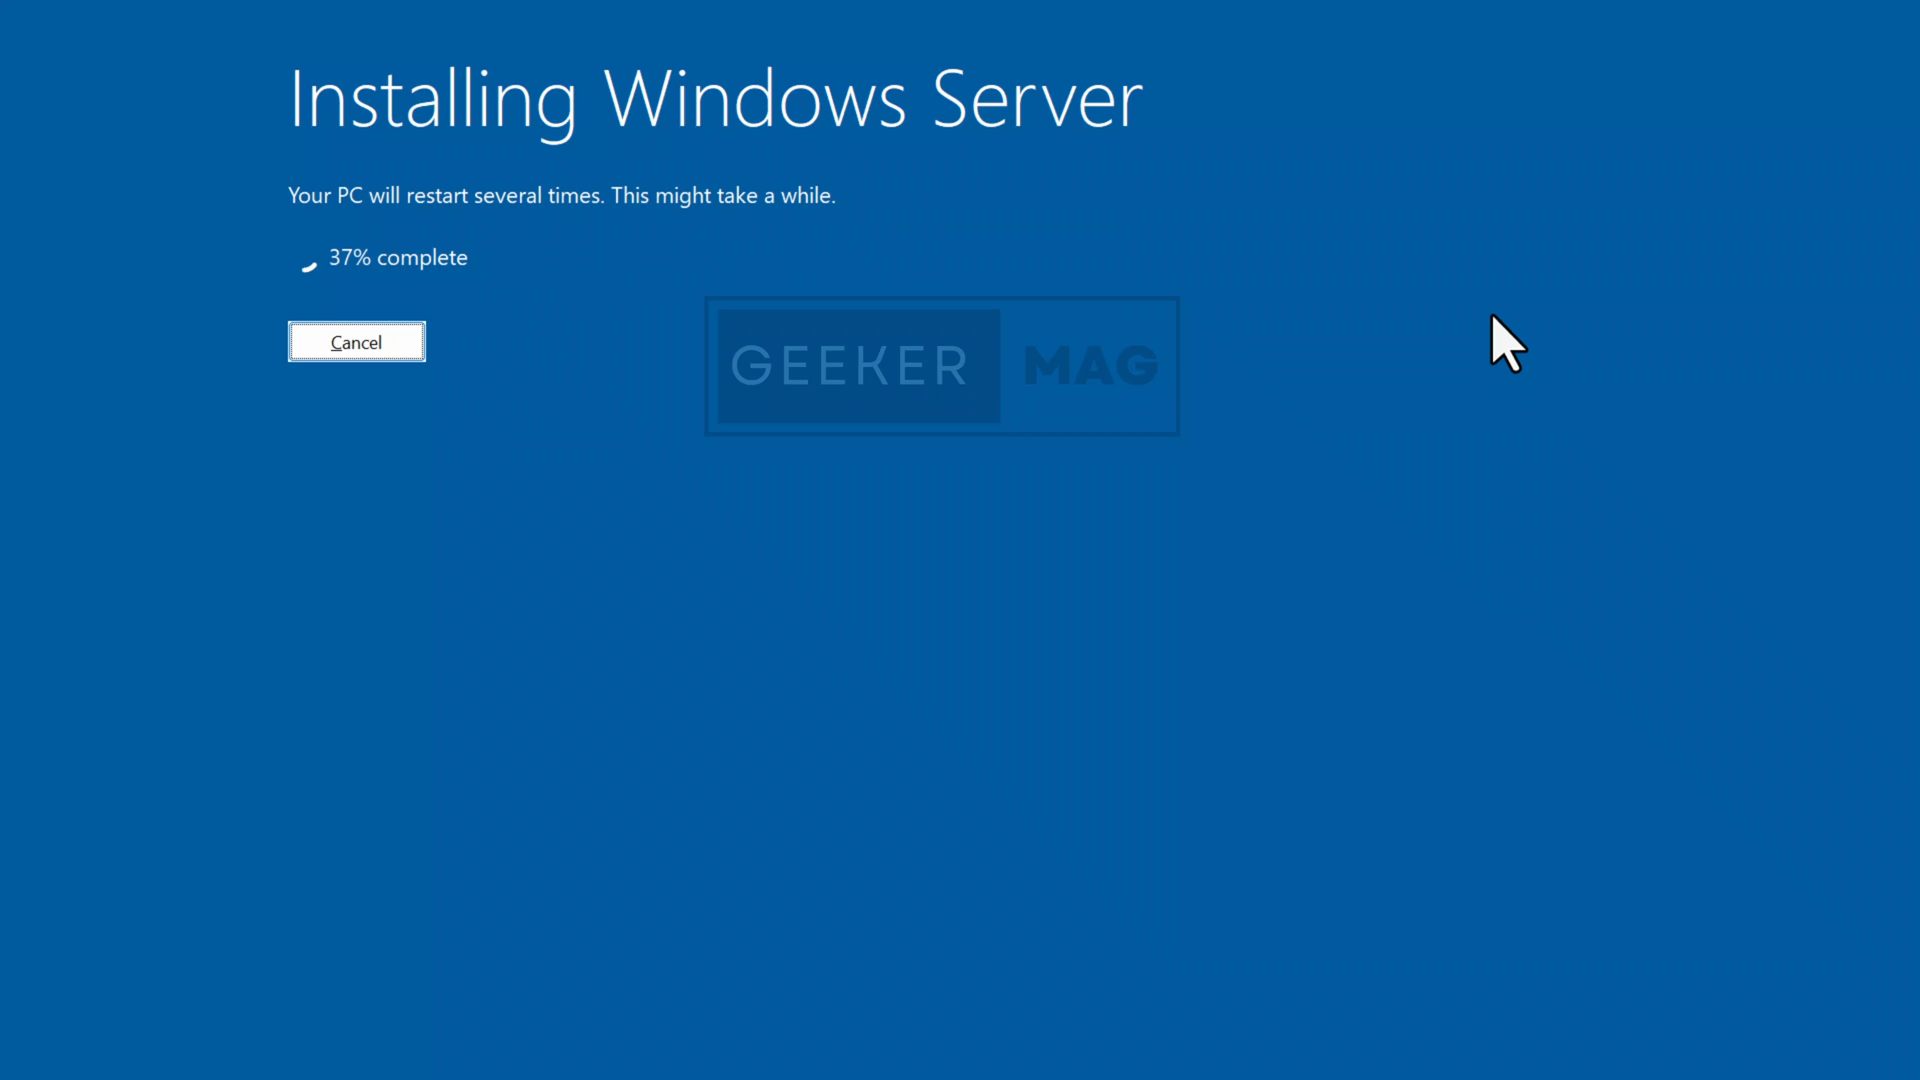 Installing Windows Server
Your PC will restart several times. This might take a while.
37% complete
Cancel
GEEKER MAG